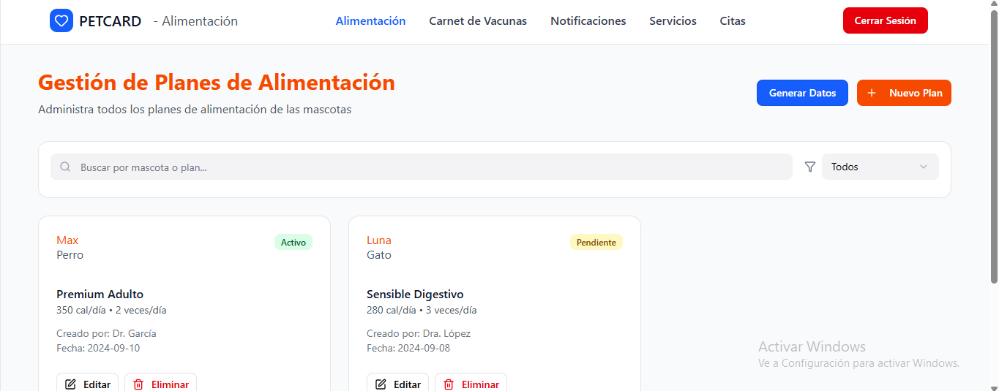 PETCARD - Alimentación Alimentación Carnet de Vacunas Notificaciones Servicios Citas Cerrar Sesión
Gestión de Planes de Alimentación
Administra todos los planes de alimentación de las mascotas
Generar Datos + Nuevo Plan
Buscar por mascota o plan... Todos
Max Activo
Perro
Premium Adulto
350 cal/día • 2 veces/día
Creado por: Dr. García
Fecha: 2024-09-10
Editar Eliminar
Luna Pendiente
Gato
Sensible Digestivo
280 cal/día • 3 veces/día
Creado por: Dra. López
Fecha: 2024-09-08
Editar Eliminar
Activar Windows
Ve a Configuración para activar Windows.